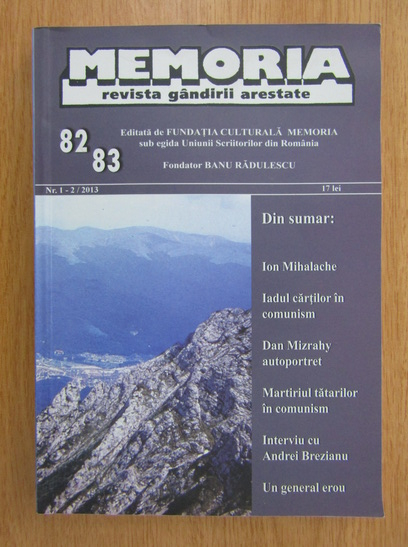 MEMORIA
revista gândirii arestate
82
83
Editată de FUNDAŢIA CULTURALĂ MEMORIA
sub egida Uniunii Scriitorilor din România
Fondator BANU RĂDULESCU
Nr. 1 - 2 / 2013
17 lei
Din sumar:
Ion Mihalache
Iadul cărţilor în
comunism
Dan Mizrahy
autoportret
Martiriul tătarilor
în comunism
Interviu cu
Andrei Brezianu
Un general erou